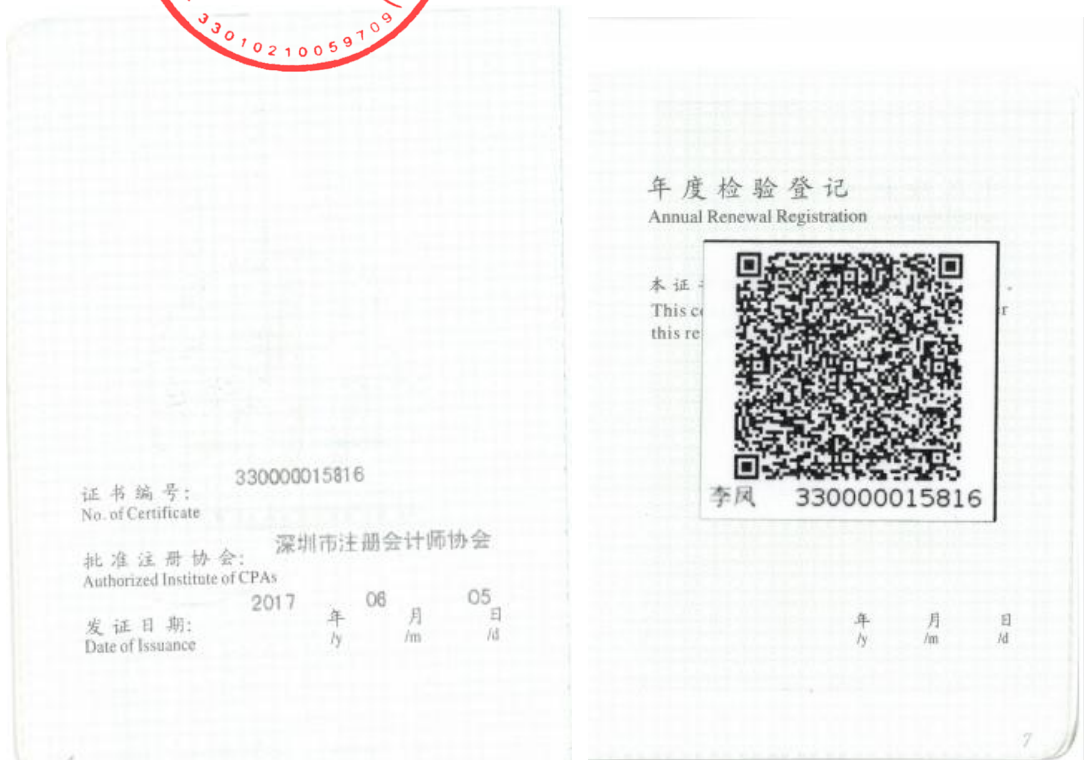 33010210059709
证书编号:
330000015816
No. of Certificate
批准注册协会:
深圳市注册会计师协会
Authorized Institute of CPAs
发证日期:
2017 年 06 月 05 日
Date of Issuance
/y /m /d
年度检验登记
Annual Renewal Registration
本证
This
this
李凤 330000015816
年 月 日
/y /m /d
7